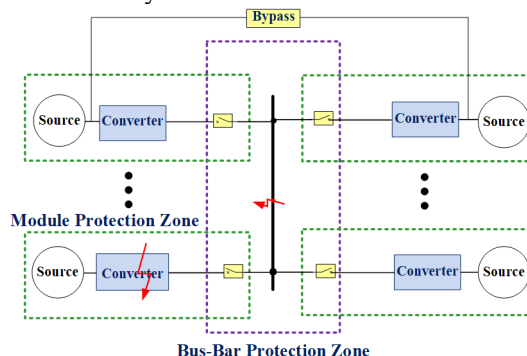 Bypass
Source
Converter
Converter
Source
Module Protection Zone
Source
Converter
Converter
Source
Bus-Bar Protection Zone